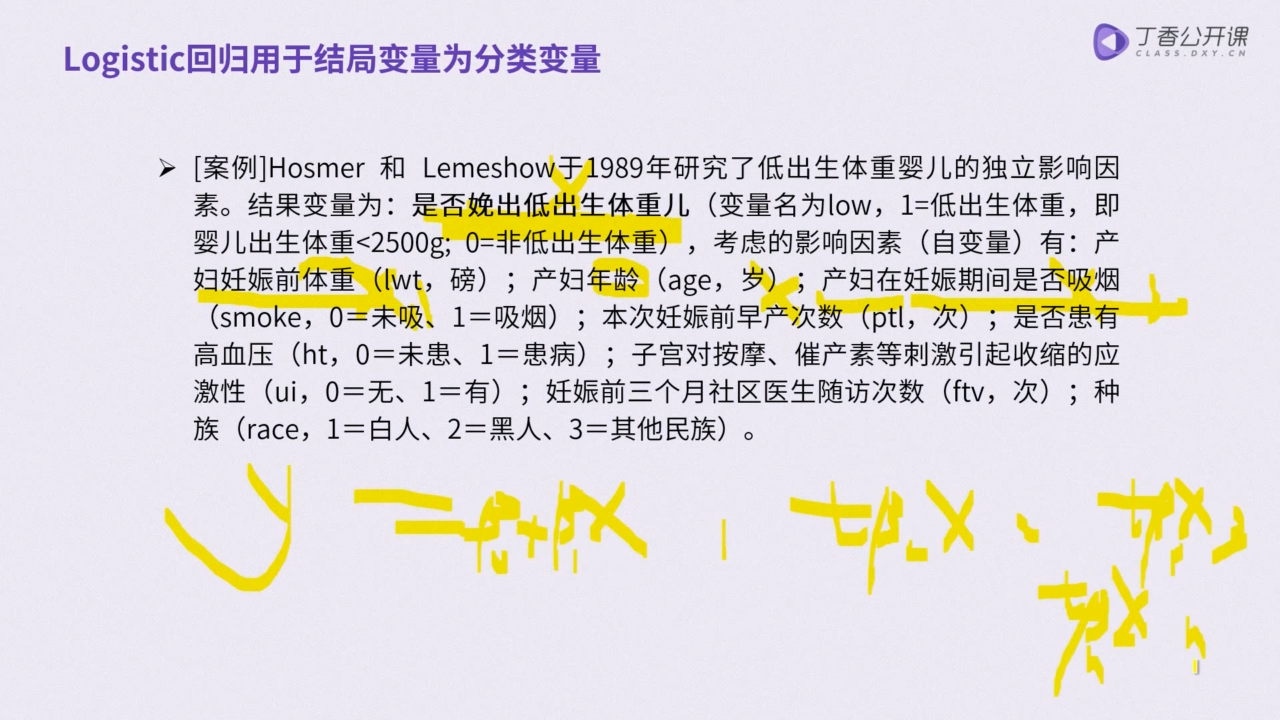 Logistic回归用于结局变量为分类变量
丁香公开课
CLASS.DXY.CN
➢ [案例]Hosmer 和 Lemeshow于1989年研究了低出生体重婴儿的独立影响因
素。结果变量为：是否娩出低出生体重儿（变量名为low，1=低出生体重，即
婴儿出生体重<2500g; 0=非低出生体重），考虑的影响因素（自变量）有：产
妇妊娠前体重（lwt，磅）；产妇年龄（age，岁）；产妇在妊娠期间是否吸烟
（smoke，0＝未吸、1＝吸烟）；本次妊娠前早产次数（ptl，次）；是否患有
高血压（ht，0＝未患、1＝患病）；子宫对按摩、催产素等刺激引起收缩的应
激性（ui，0＝无、1＝有）；妊娠前三个月社区医生随访次数（ftv，次）；种
族（race，1＝白人、2＝黑人、3＝其他民族）。